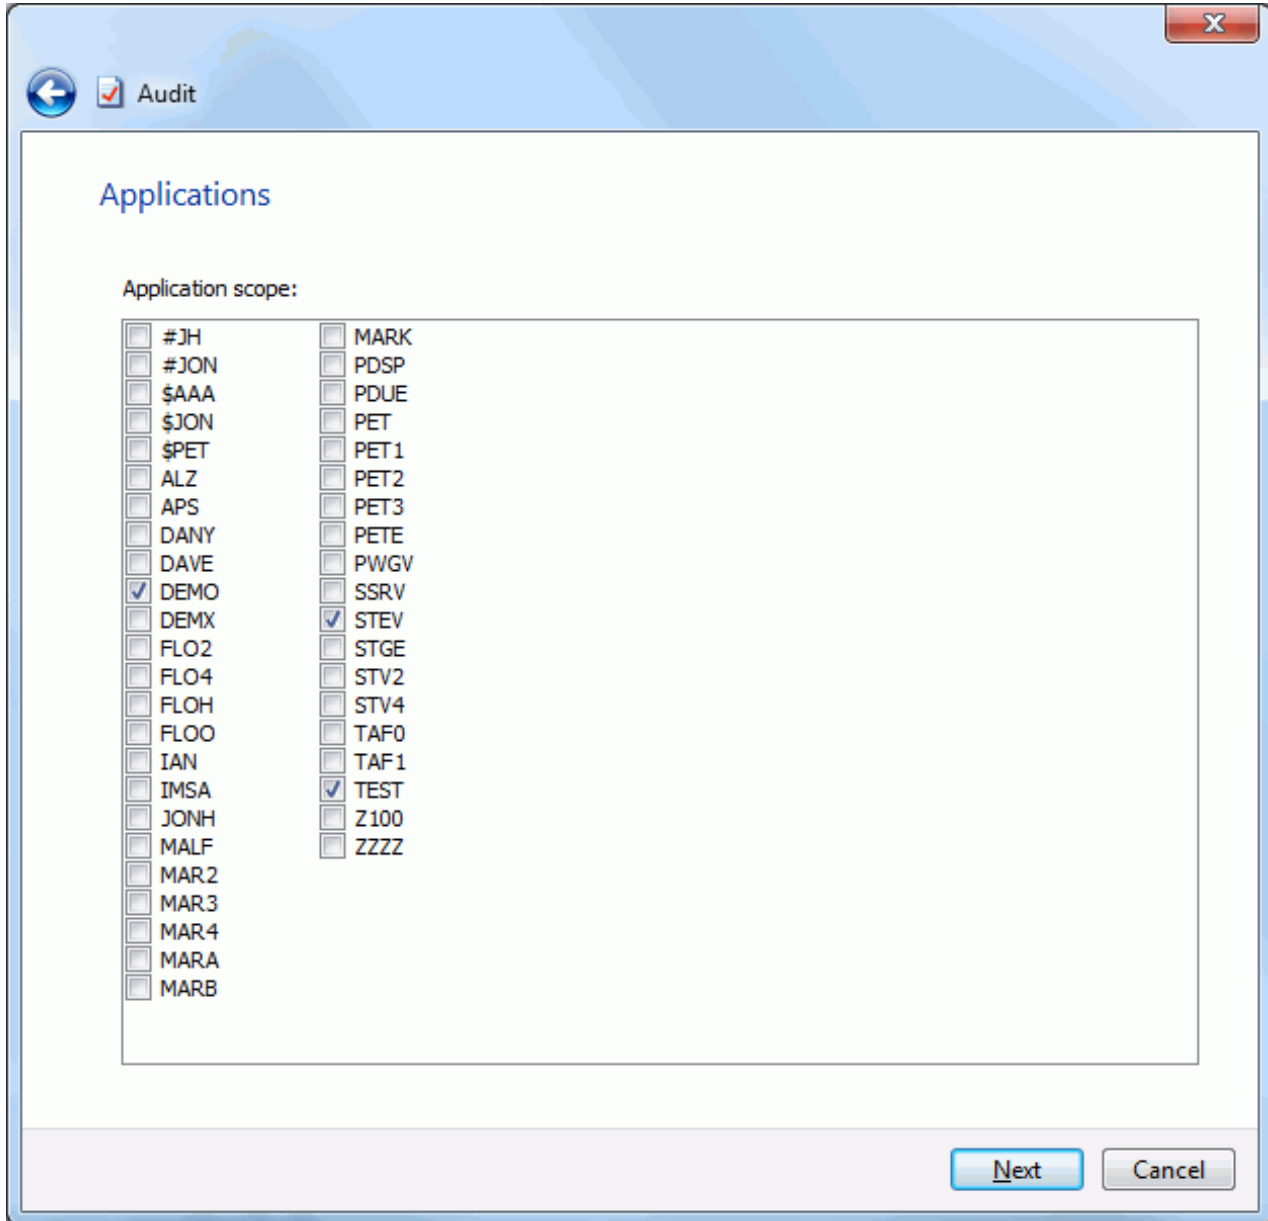 Audit
Applications
Application scope:
#JH
#JON
$AAA
$JON
$PET
ALZ
APS
DANY
DAVE
DEMO
DEMX
FLO2
FLO4
FLOH
FLOO
IAN
IMSA
JONH
MALF
MAR2
MAR3
MAR4
MARA
MARB
MARK
PDSP
PDUE
PET
PET1
PET2
PET3
PETE
PWGV
SSRV
STEV
STGE
STV2
STV4
TAF0
TAF1
TEST
Z100
ZZZZ
Next
Cancel